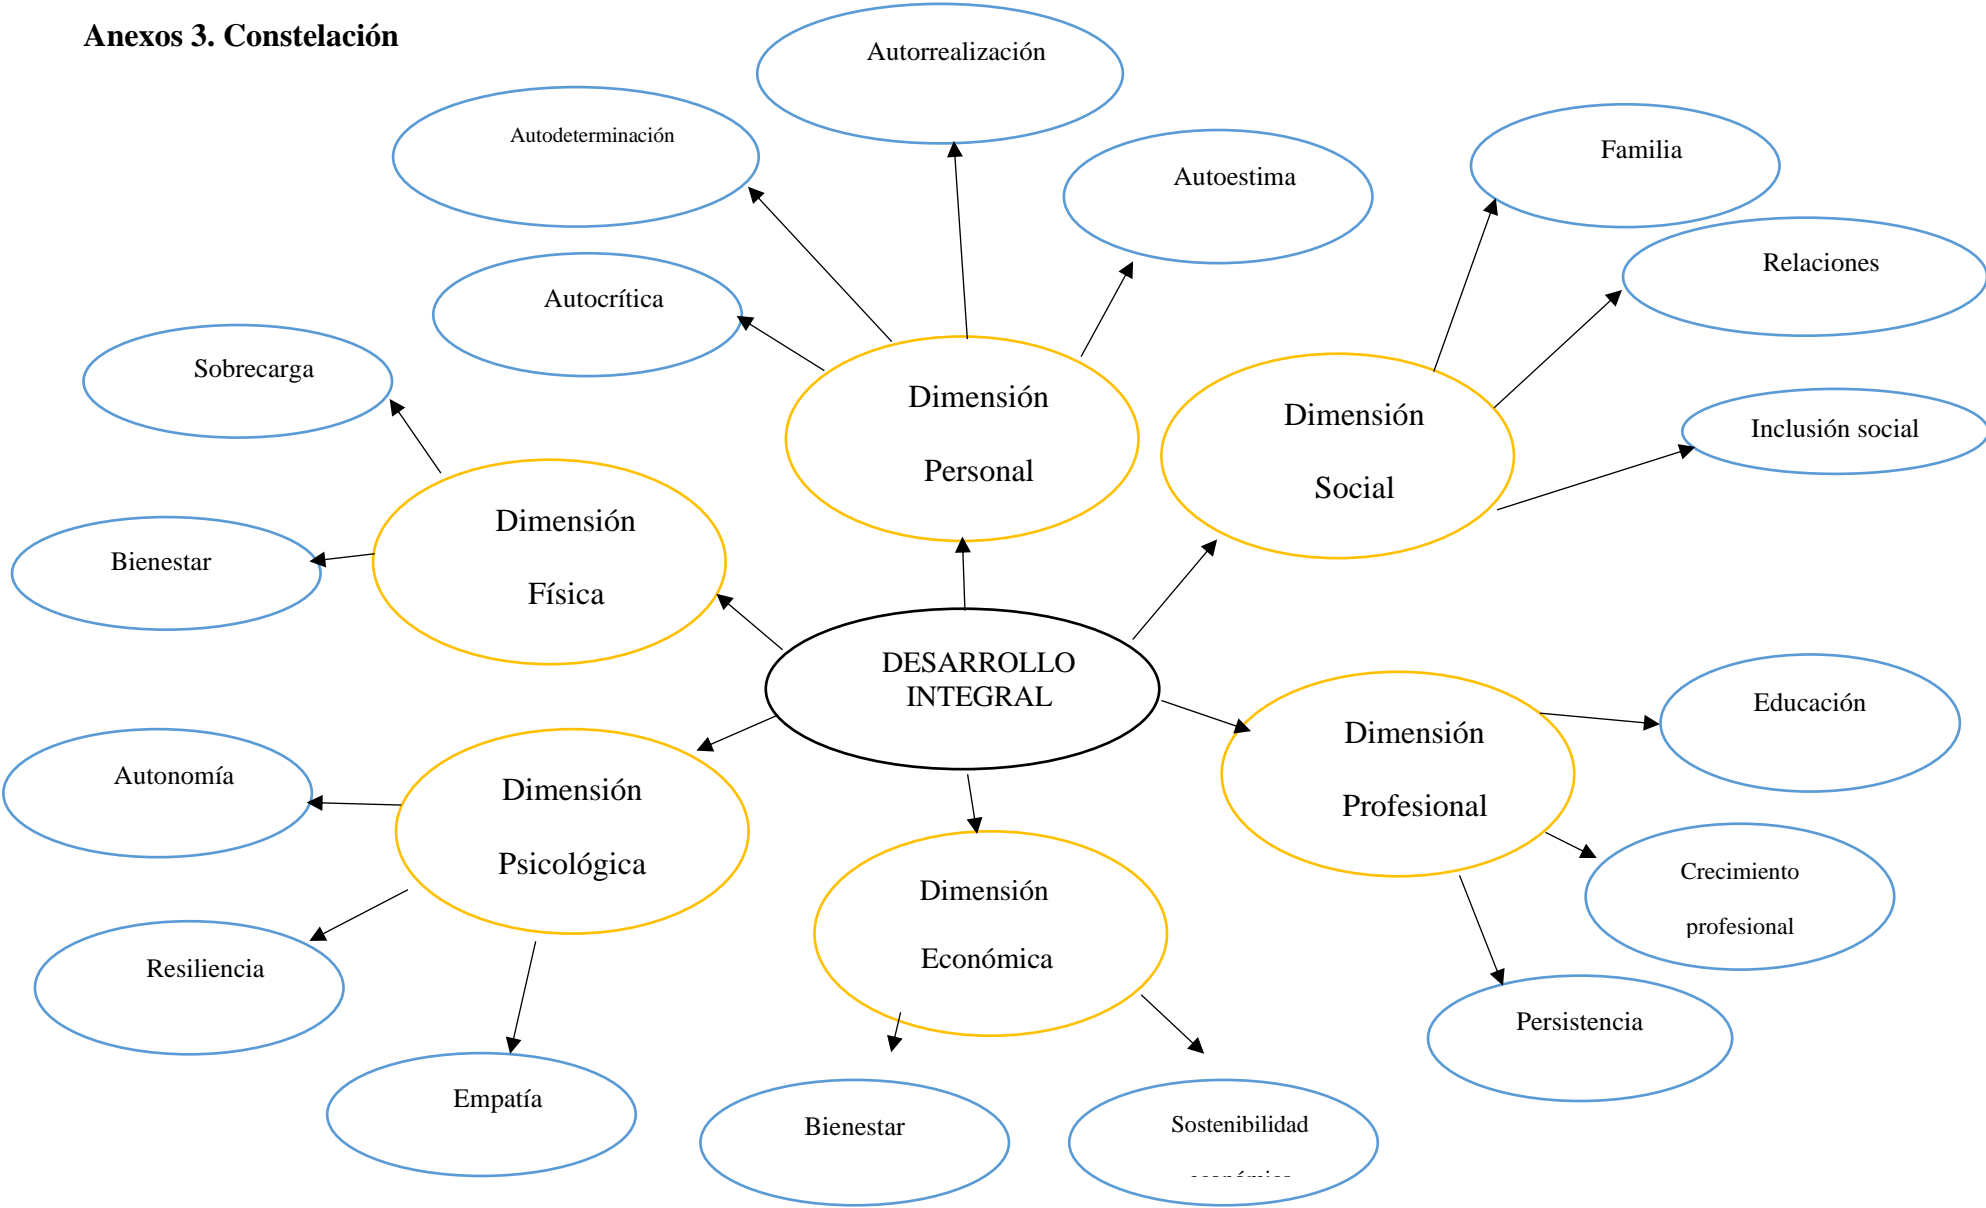 Anexos 3. Constelación
Autorrealización
Autodeterminación
Familia
Autoestima
Relaciones
Autocrítica
Sobrecarga
Dimensión
Personal
Dimensión
Social
Inclusión social
Dimensión
Física
Bienestar
DESARROLLO
INTEGRAL
Educación
Dimensión
Profesional
Autonomía
Dimensión
Psicológica
Crecimiento
profesional
Dimensión
Económica
Resiliencia
Persistencia
Empatía
Bienestar
Sostenibilidad